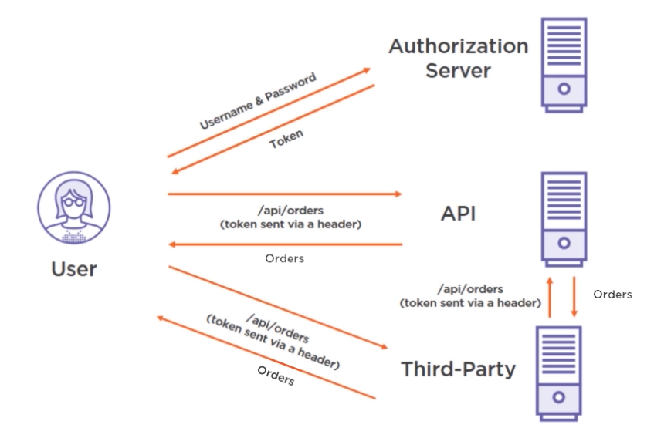 Authorization
Server
Username & Password
Token
/api/orders
(token sent via a header)
API
Orders
User
/api/orders
(token sent via a header)
Orders
/api/orders
(token sent via a header)
Orders
Third-Party